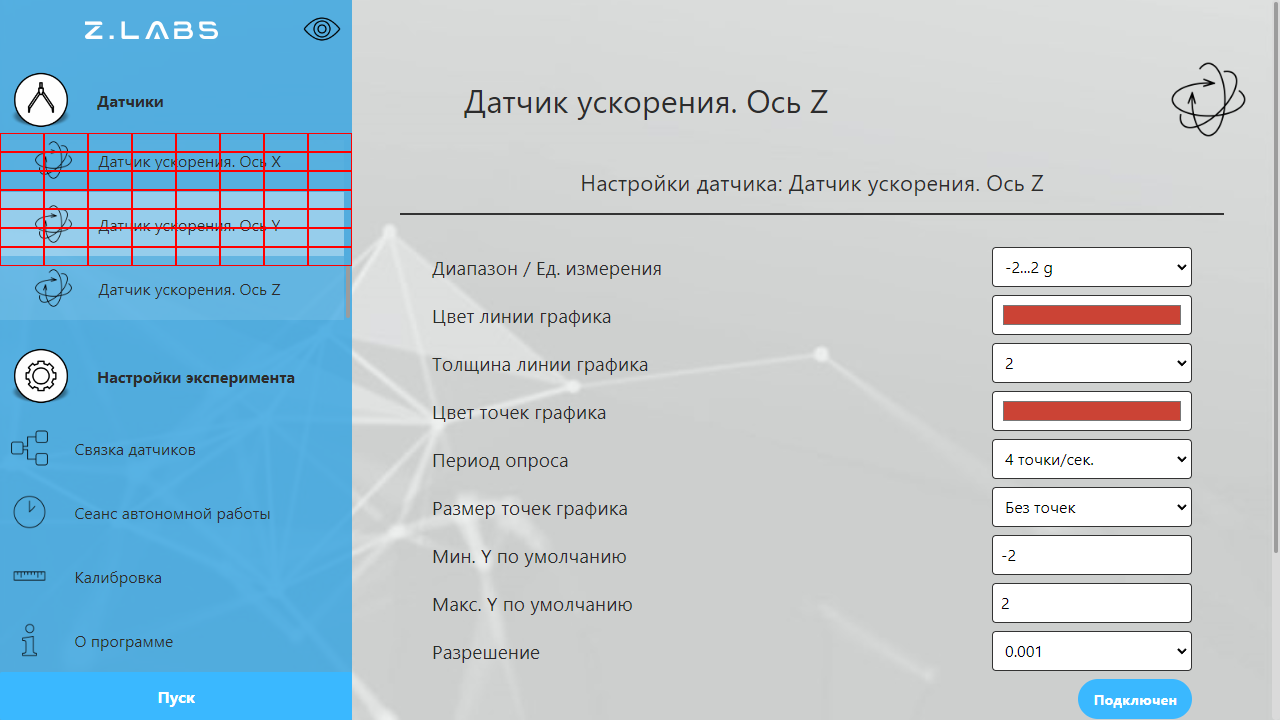 Z.LABS
Датчики
Датчик ускорения. Ось X
Датчик ускорения. Ось Y
Датчик ускорения. Ось Z
Настройки эксперимента
Связка датчиков
Сеанс автономной работы
Калибровка
О программе
Пуск
Датчик ускорения. Ось Z
Настройки датчика: Датчик ускорения. Ось Z
Диапазон / Ед. измерения
-2...2 g
Цвет линии графика
Толщина линии графика
2
Цвет точек графика
Период опроса
4 точки/сек.
Размер точек графика
Без точек
Мин. Y по умолчанию
-2
Макс. Y по умолчанию
2
Разрешение
0.001
Подключен